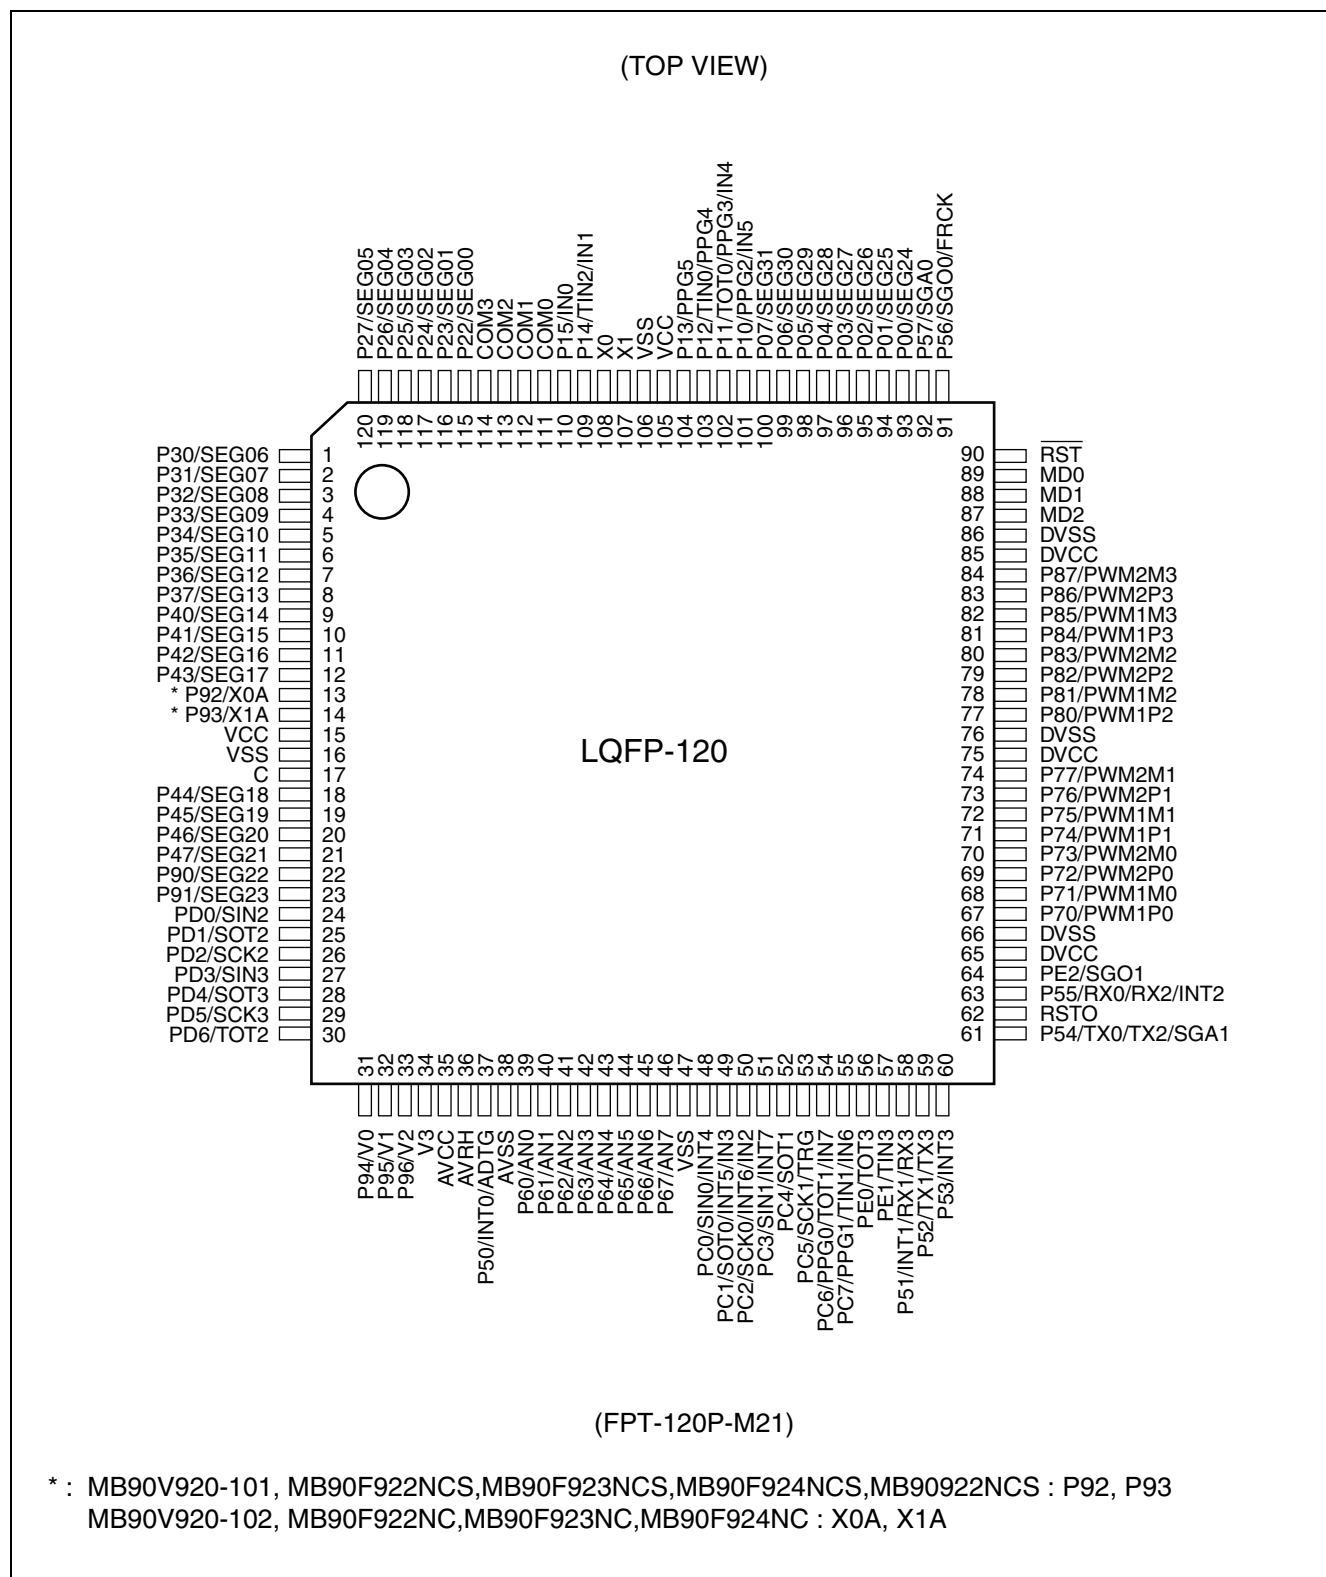 (TOP VIEW)
P27/SEG05
P26/SEG04
P25/SEG03
P24/SEG02
P23/SEG01
P22/SEG00
COM3
COM2
COM1
COM0
P15/IN0
P14/TIN2/IN1
X0
X1
VSS
VCC
P13/PPG5
P12/TIN0/PPG4
P11/TOT0/PPG3/IN4
P10/PPG2/IN5
P07/SEG31
P06/SEG30
P05/SEG29
P04/SEG28
P03/SEG27
P02/SEG26
P01/SEG25
P00/SEG24
P57/SGA0
P56/SGO0/FRCK
120
119
118
117
116
115
114
113
112
111
110
109
108
107
106
105
104
103
102
101
100
99
98
97
96
95
94
93
92
91
P30/SEG06 1
P31/SEG07 2
P32/SEG08 3
P33/SEG09 4
P34/SEG10 5
P35/SEG11 6
P36/SEG12 7
P37/SEG13 8
P40/SEG14 9
P41/SEG15 10
P42/SEG16 11
P43/SEG17 12
* P92/X0A 13
* P93/X1A 14
VCC 15
VSS 16
C 17
P44/SEG18 18
P45/SEG19 19
P46/SEG20 20
P47/SEG21 21
P90/SEG22 22
P91/SEG23 23
PD0/SIN2 24
PD1/SOT2 25
PD2/SCK2 26
PD3/SIN3 27
PD4/SOT3 28
PD5/SCK3 29
PD6/TOT2 30
LQFP-120
90 RST
89 MD0
88 MD1
87 MD2
86 DVSS
85 DVCC
84 P87/PWM2M3
83 P86/PWM2P3
82 P85/PWM1M3
81 P84/PWM1P3
80 P83/PWM2M2
79 P82/PWM2P2
78 P81/PWM1M2
77 P80/PWM1P2
76 DVSS
75 DVCC
74 P77/PWM2M1
73 P76/PWM2P1
72 P75/PWM1M1
71 P74/PWM1P1
70 P73/PWM2M0
69 P72/PWM2P0
68 P71/PWM1M0
67 P70/PWM1P0
66 DVSS
65 DVCC
64 PE2/SGO1
63 P55/RX0/RX2/INT2
62 RSTO
61 P54/TX0/TX2/SGA1
31
32
33
34
35
36
37
38
39
40
41
42
43
44
45
46
47
48
49
50
51
52
53
54
55
56
57
58
59
60
P94/V0
P95/V1
P96/V2
V3
AVCC
AVRH
P50/INT0/ADTG
AVSS
P60/AN0
P61/AN1
P62/AN2
P63/AN3
P64/AN4
P65/AN5
P66/AN6
P67/AN7
VSS
PC0/SIN0/INT4
PC1/SOT0/INT5/IN3
PC2/SCK0/INT6/IN2
PC3/SIN1/INT7
PC4/SOT1
PC5/SCK1/TRG
PC6/PPG0/TOT1/IN7
PC7/PPG1/TIN1/IN6
PE0/TOT3
PE1/TIN3
P51/INT1/RX1/RX3
P52/TX1/TX3
P53/INT3
(FPT-120P-M21)
* : MB90V920-101, MB90F922NCS,MB90F923NCS,MB90F924NCS,MB90922NCS : P92, P93
MB90V920-102, MB90F922NC,MB90F923NC,MB90F924NC : X0A, X1A